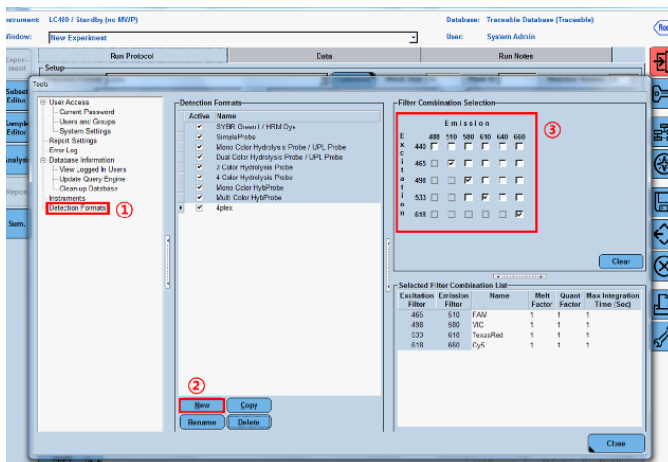 Instrument: LC480 / Standby (no MWP)
Database: Traceable Database (Traceable)
Window: New Experiment
User: System Admin
Run Protocol
Data
Run Notes
Setup
Subset Editor
Sample Editor
Analysis
Report
Sum.
Tools
User Access
Current Password
Users and Groups
System Settings
Report Settings
Error Log
Database Information
View Logged In Users
Update Query Engine
Clean up Database
Instruments
Detection Formats
①
Detection Formats
Active Name
SYBR Green I / HRM Dye
SimpleProbe
Mono Color Hydrolysis Probe / UPL Probe
Dual Color Hydrolysis Probe / UPL Probe
3 Color Hydrolysis Probe
4 Color Hydrolysis Probe
Mono Color HybProbe
Multi Color HybProbe
4plex
②
New Copy
Rename Delete
Filter Combination Selection
Emission
③
488 510 580 610 640 660
Excitation
440
465
498
533
618
Clear
Selected Filter Combination List
Excitation Filter Emission Filter Name Melt Factor Quant Factor Max Integration Time (Sec)
465 510 FAM 1 1 1
498 580 VIC 1 1 1
533 610 TexasRed 1 1 1
618 660 Cy5 1 1 1
Close